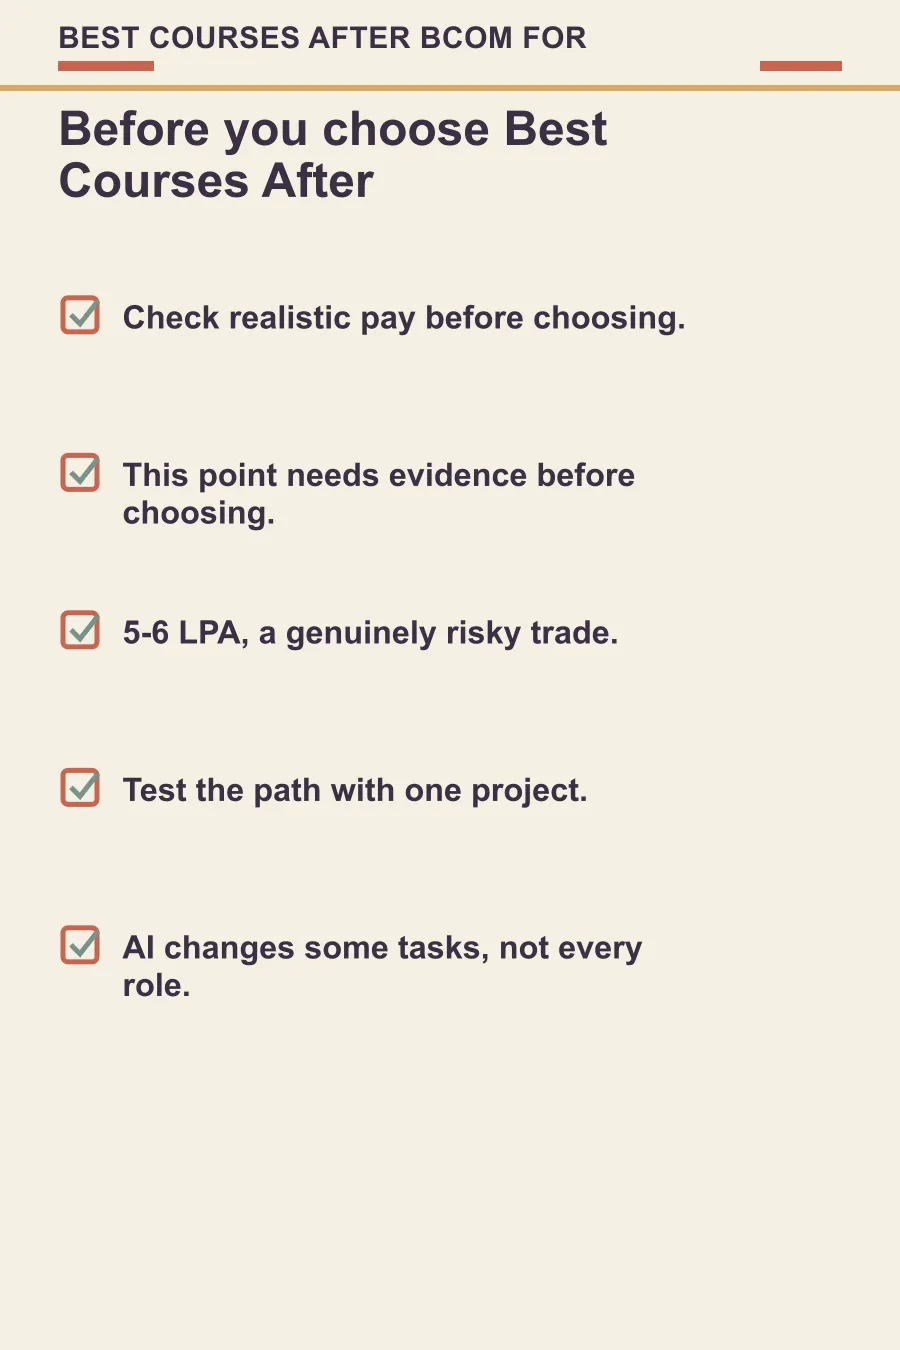 BEST COURSES AFTER BCOM FOR
Before you choose Best
Courses After
Check realistic pay before choosing.
This point needs evidence before
choosing.
5-6 LPA, a genuinely risky trade.
Test the path with one project.
AI changes some tasks, not every
role.